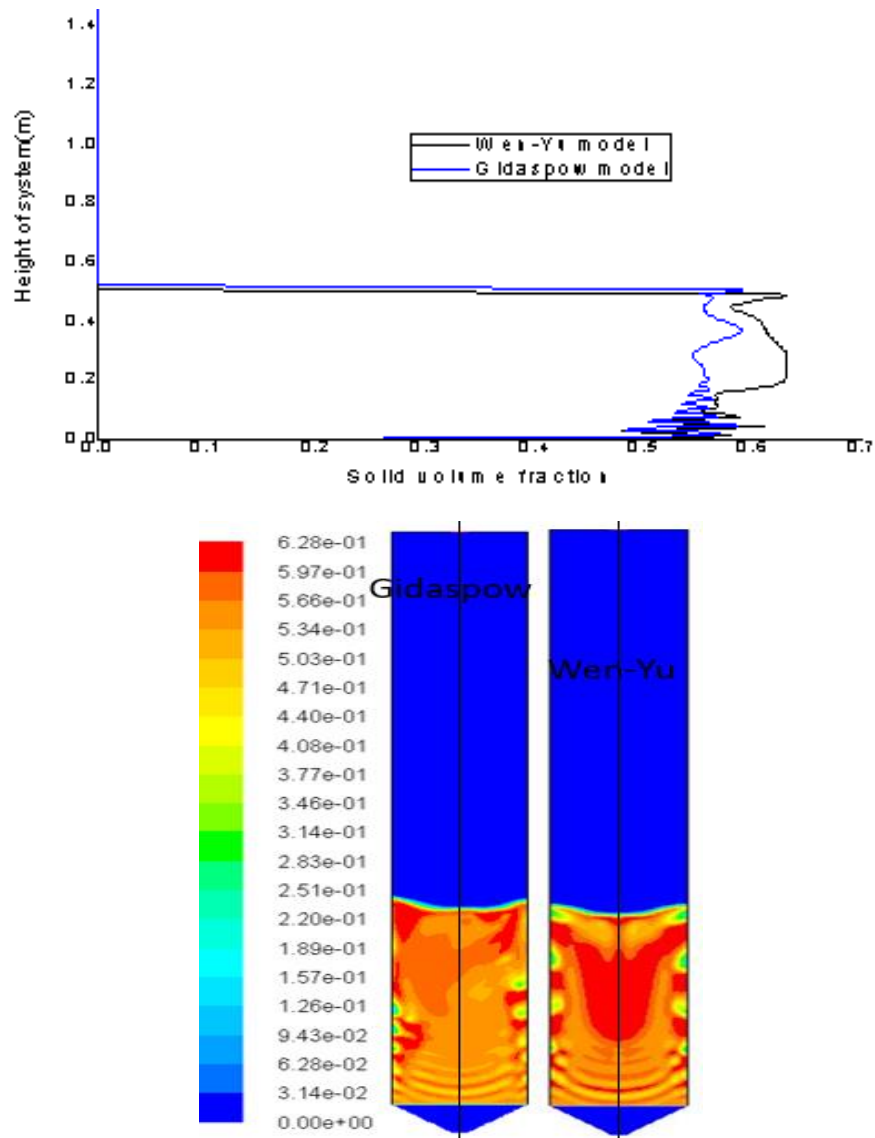 1.4
1.2
1.0
0.8
0.6
0.4
0.2
0.0
Height of system(m)
Wen-Yu model
Gidaspow model
0.0 0.1 0.2 0.3 0.4 0.5 0.6 0.7
Solid volume fraction
6.28e-01
5.97e-01
5.66e-01
5.34e-01
5.03e-01
4.71e-01
4.40e-01
4.08e-01
3.77e-01
3.46e-01
3.14e-01
2.83e-01
2.51e-01
2.20e-01
1.89e-01
1.57e-01
1.26e-01
9.43e-02
6.28e-02
3.14e-02
0.00e+00
Gidaspow
Wen-Yu